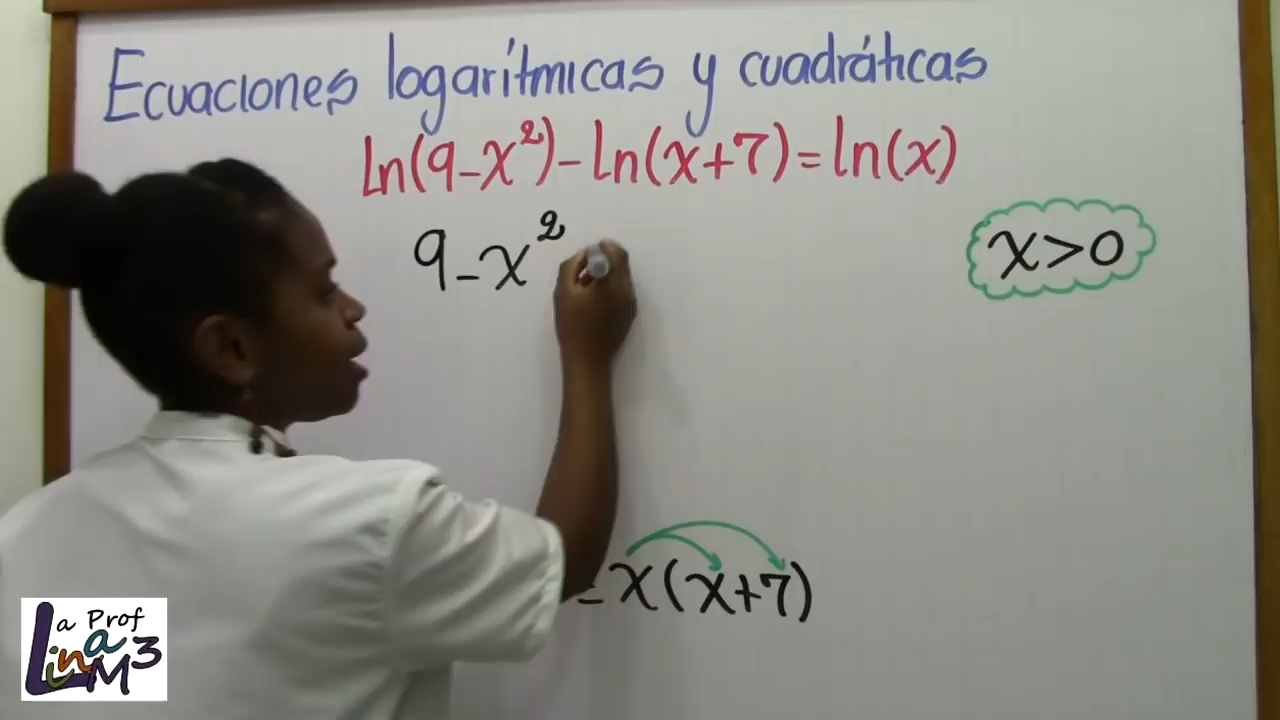 Ecuaciones logarítmicas y cuadráticas
ln(9-x²)-ln(x+7)=ln(x)
9-x²
x>0
=x(x+7)
La Prof
Lina M3